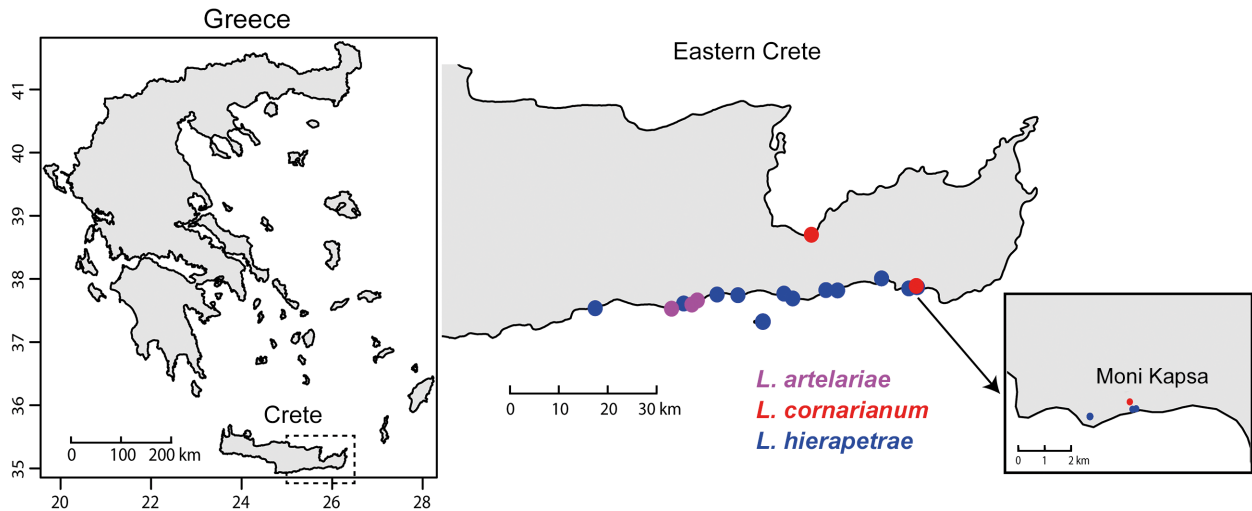 Greece
Eastern Crete
41
40
39
38
37
36
35
Crete
0 100 200 km
20 22 24 26 28
0 10 20 30 km
L. artelariae
L. cornarianum
L. hierapetrae
Moni Kapsa
0 1 2 km